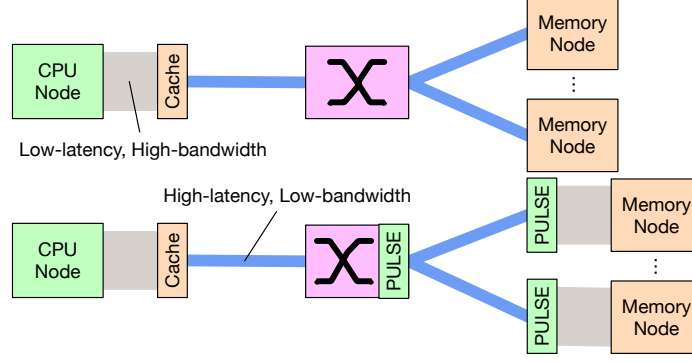 CPU
Node
Cache
Memory
Node
Memory
Node
Low-latency, High-bandwidth
High-latency, Low-bandwidth
CPU
Node
Cache
PULSE
PULSE
Memory
Node
PULSE
Memory
Node